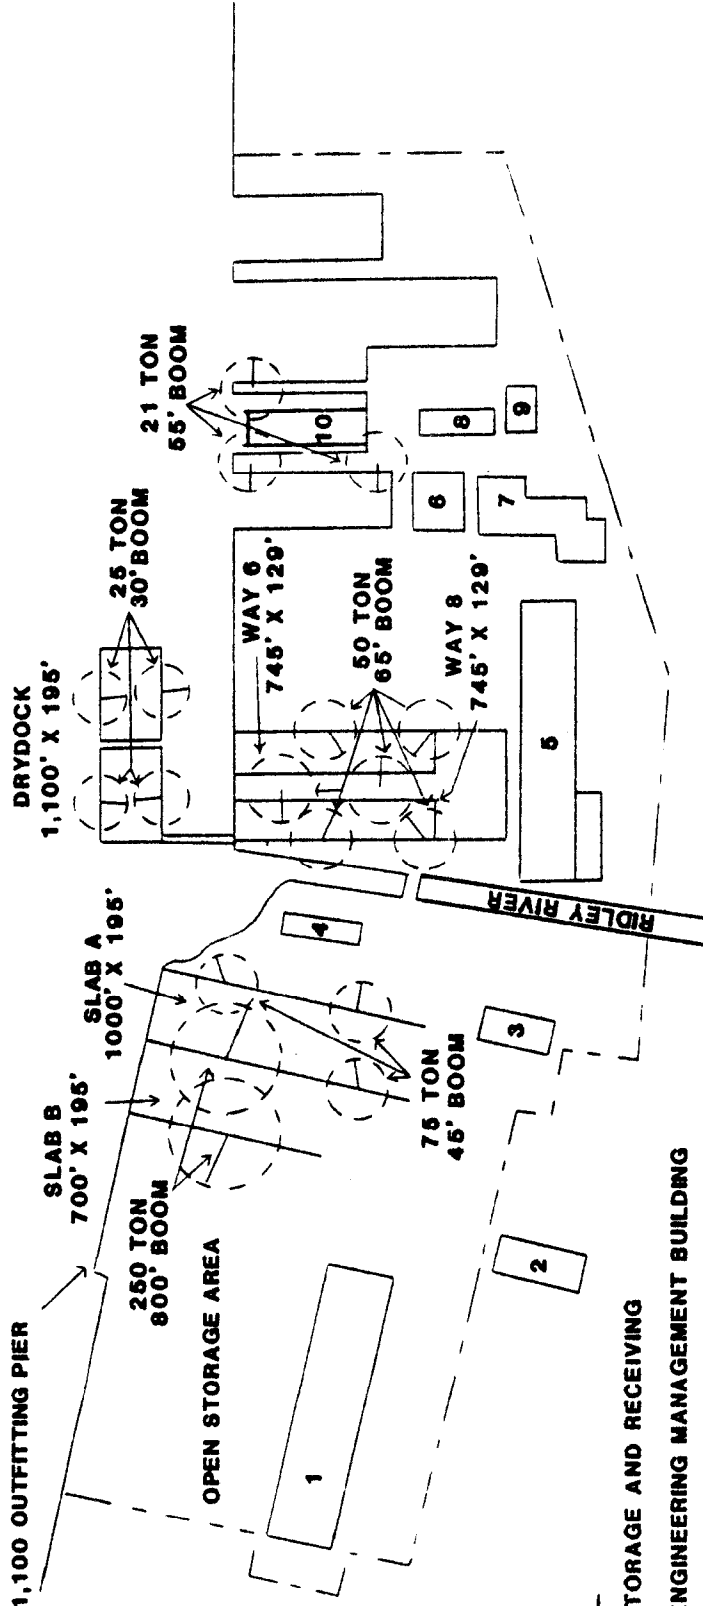 1,100 OUTFITTING PIER
SLAB B
700' X 195'
SLAB A
1000' X 195'
DRYDOCK
1,100' X 195'
25 TON
30' BOOM
21 TON
55' BOOM
250 TON
800' BOOM
OPEN STORAGE AREA
WAY 6
745' X 129'
50 TON
65' BOOM
WAY 8
745' X 129'
75 TON
45' BOOM
RIDLEY RIVER
1
2
3
4
5
6
7
8
9
10
TORAGE AND RECEIVING
NGINEERING MANAGEMENT BUILDING